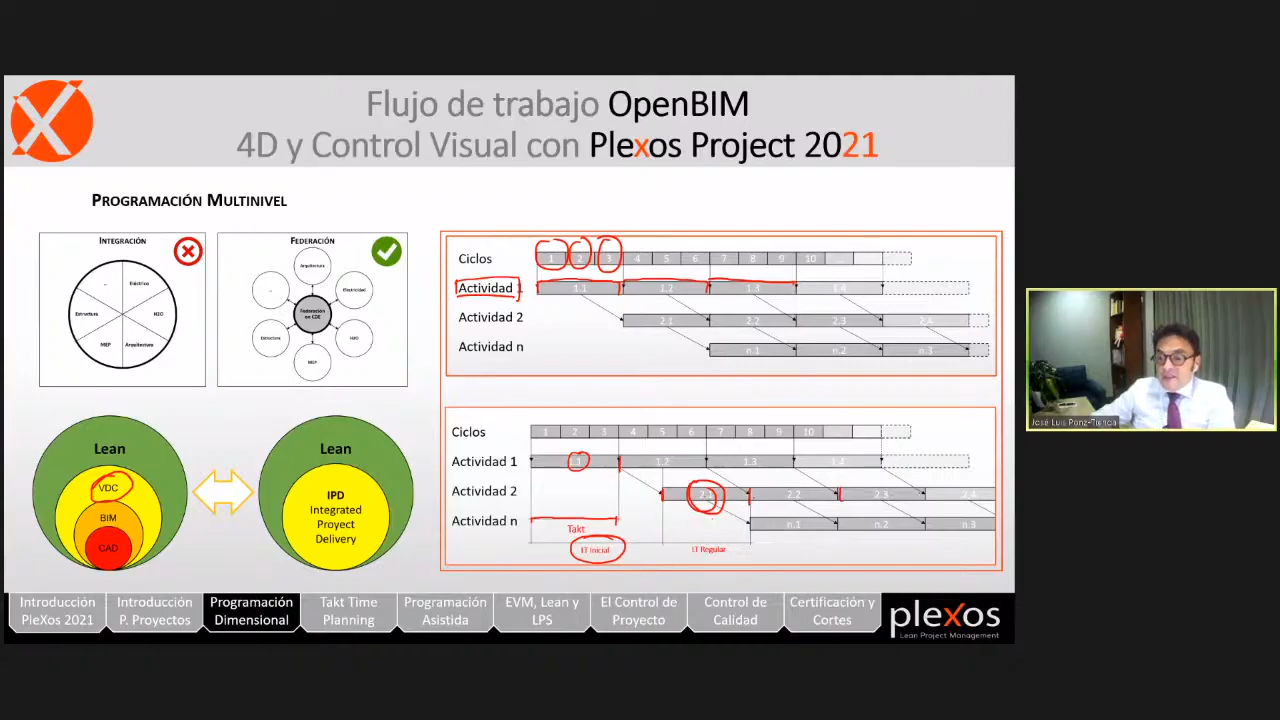 Flujo de trabajo OpenBIM
4D y Control Visual con Plexos Project 2021
PROGRAMACIÓN MULTINIVEL
INTEGRACIÓN
..
Eléctrico
Estructura
H2O
MEP
Arquitectura
FEDERACIÓN
Arquitectura
...
Electricidad
Federación
en CDE
Estructura
H2O
MEP
Lean
VDC
BIM
CAD
Lean
IPD
Integrated
Proyect
Delivery
Ciclos 1 2 3 4 5 6 7 8 9 10 ...
Actividad 1 1.1 1.2 1.3 1.4
Actividad 2 2.1 2.2 2.3 2.4
Actividad n n.1 n.2 n.3
Ciclos 1 2 3 4 5 6 7 8 9 10 ...
Actividad 1 1.1 1.2 1.3 1.4
Actividad 2 2.1 2.2 2.3 2.4
Actividad n n.1 n.2 n.3
Takt
LT Inicial
LT Regular
Introducción
PleXos 2021
Introducción
P. Proyectos
Programación
Dimensional
Takt Time
Planning
Programación
Asistida
EVM, Lean y
LPS
El Control de
Proyecto
Control de
Calidad
Certificación y
Cortes
plexos
Lean Project Management
José Luis Ponz-Tienda